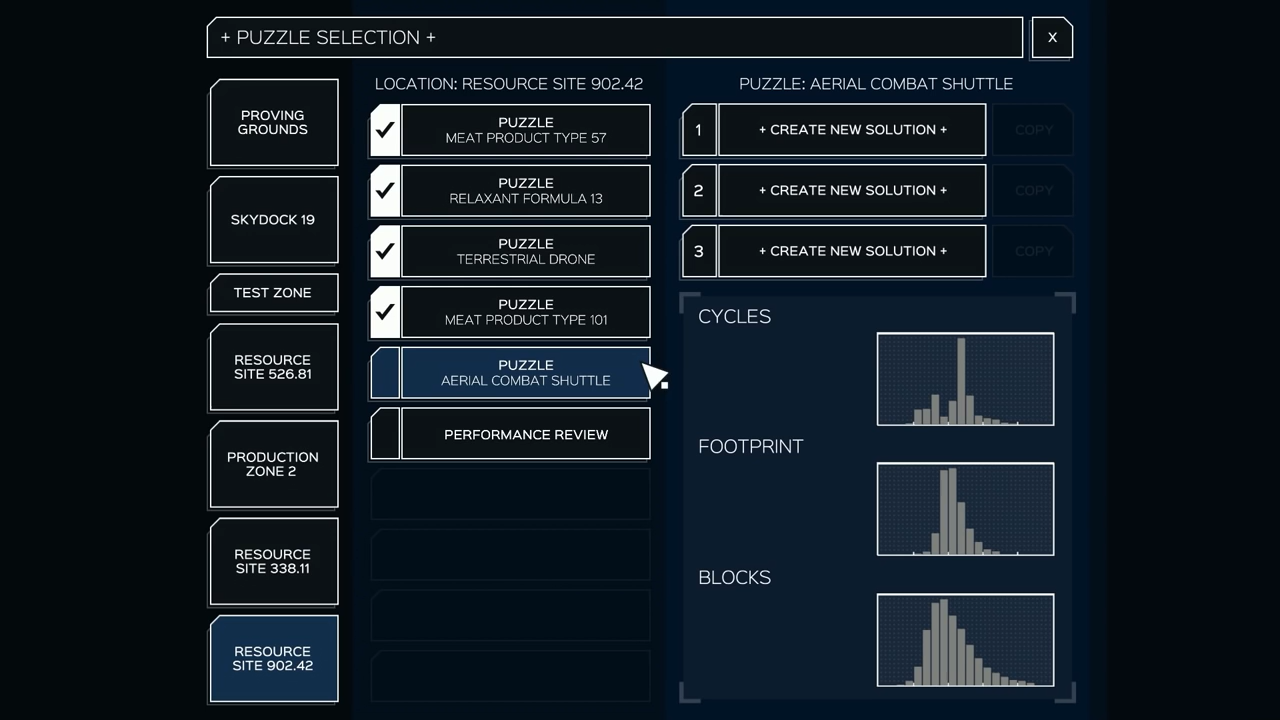 + PUZZLE SELECTION +
X
PROVING
GROUNDS
SKYDOCK 19
TEST ZONE
RESOURCE
SITE 526.81
PRODUCTION
ZONE 2
RESOURCE
SITE 338.11
RESOURCE
SITE 902.42
LOCATION: RESOURCE SITE 902.42
PUZZLE
MEAT PRODUCT TYPE 57
PUZZLE
RELAXANT FORMULA 13
PUZZLE
TERRESTRIAL DRONE
PUZZLE
MEAT PRODUCT TYPE 101
PUZZLE
AERIAL COMBAT SHUTTLE
PERFORMANCE REVIEW
PUZZLE: AERIAL COMBAT SHUTTLE
1 + CREATE NEW SOLUTION + COPY
2 + CREATE NEW SOLUTION + COPY
3 + CREATE NEW SOLUTION + COPY
CYCLES
FOOTPRINT
BLOCKS